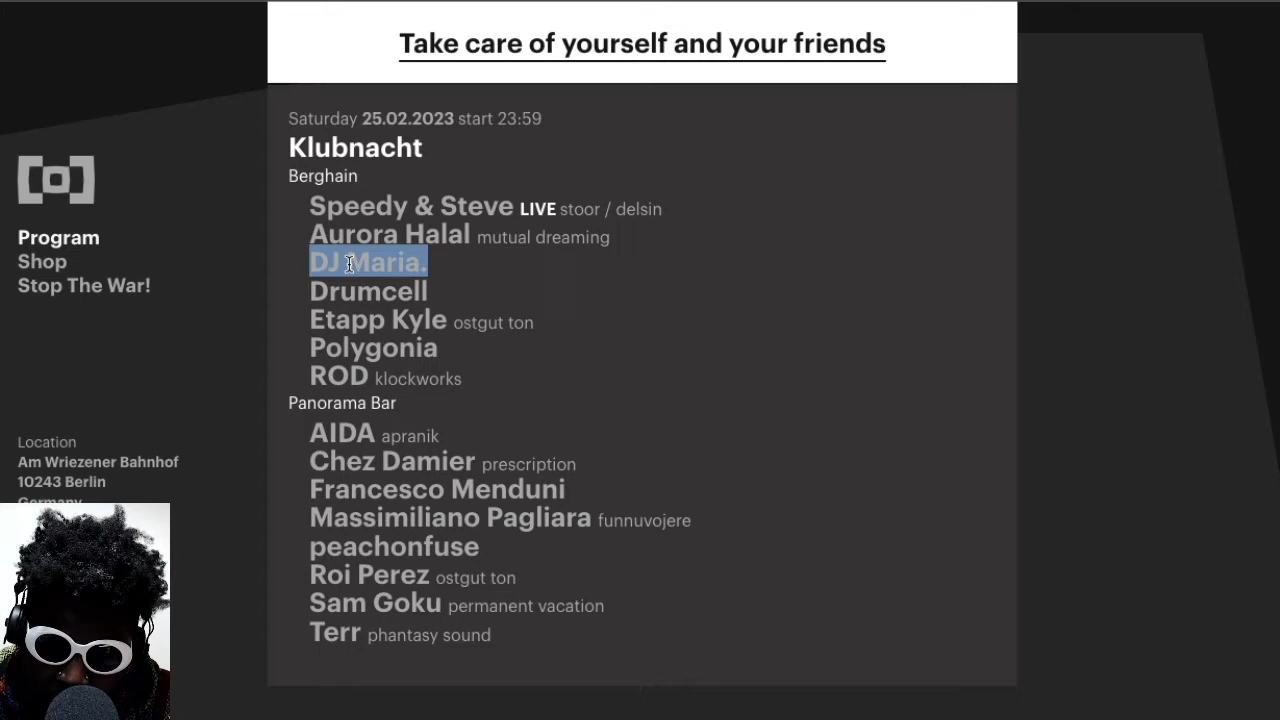 Take care of yourself and your friends
Saturday 25.02.2023 start 23:59
Klubnacht
Berghain
Speedy & Steve LIVE stoor / delsin
Aurora Halal mutual dreaming
DJ Maria.
Drumcell
Etapp Kyle ostgut ton
Polygonia
ROD klockworks
Panorama Bar
AIDA apranik
Chez Damier prescription
Francesco Menduni
Massimiliano Pagliara funnuvojere
peachonfuse
Roi Perez ostgut ton
Sam Goku permanent vacation
Terr phantasy sound
Program
Shop
Stop The War!
Location
Am Wriezener Bahnhof
10243 Berlin
Germany